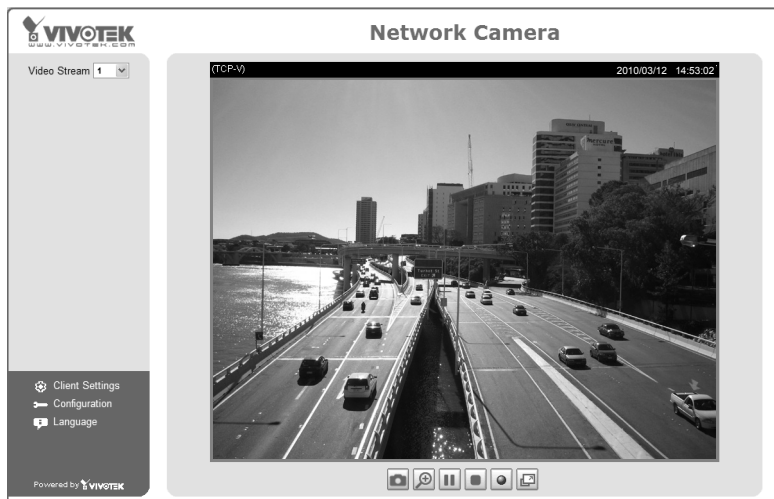 VIVOTEK
www.vivotek.com
Network Camera
Video Stream 1
(TCP-V) 2010/03/12 14:53:02
Mercure
Client Settings
Configuration
Language
Powered by VIVOTEK